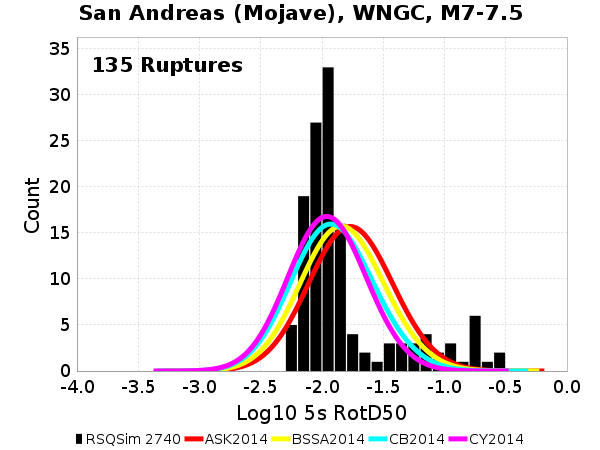 San Andreas (Mojave), WNGC, M7-7.5
135 Ruptures
Count
35
30
25
20
15
10
5
0
-4.0 -3.5 -3.0 -2.5 -2.0 -1.5 -1.0 -0.5 0.0
Log10 5s RotD50
RSQSim 2740 ASK2014 BSSA2014 CB2014 CY2014